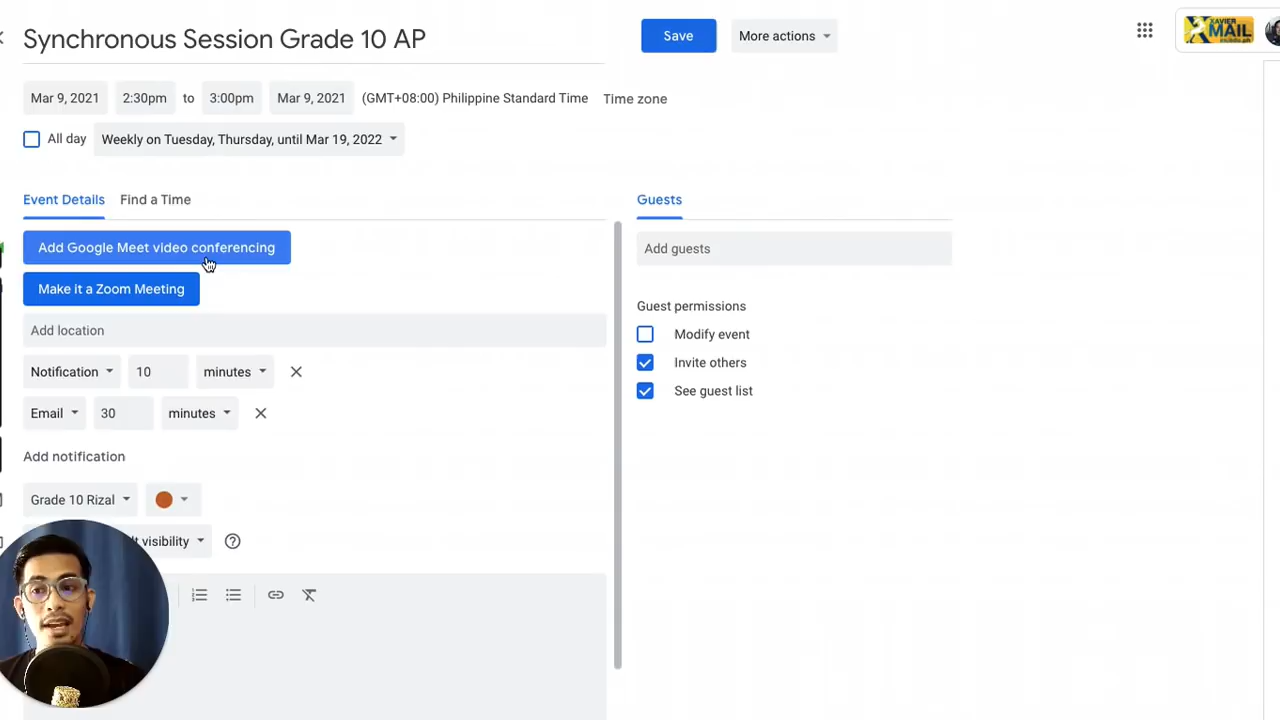 Synchronous Session Grade 10 AP
Save
More actions
XAVIER
MAIL
Mar 9, 2021 2:30pm to 3:00pm Mar 9, 2021 (GMT+08:00) Philippine Standard Time Time zone
All day Weekly on Tuesday, Thursday, until Mar 19, 2022
Event Details Find a Time
Guests
Add Google Meet video conferencing
Add guests
Make it a Zoom Meeting
Guest permissions
Add location
Modify event
Notification 10 minutes
Invite others
See guest list
Email 30 minutes
Add notification
Grade 10 Rizal
visibility